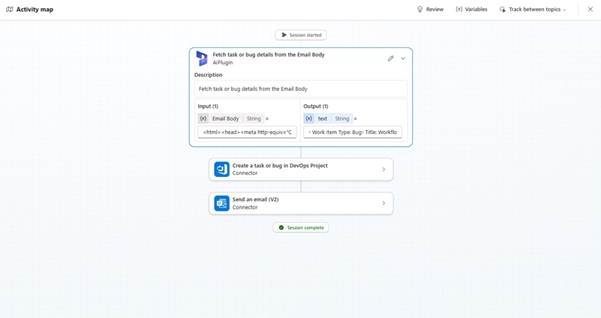 Activity map
Review
{x} Variables
Track between topics
Session started
Fetch task or bug details from the Email Body
AIPlugin
Description
Fetch task or bug details from the Email Body
Input (1)
Output (1)
{x} Email Body String =
{x} text String =
<html><head><meta http-equiv="C
- Work Item Type: Bug- Title: Workflo
Create a task or bug in DevOps Project
Connector
Send an email (V2)
Connector
Session complete